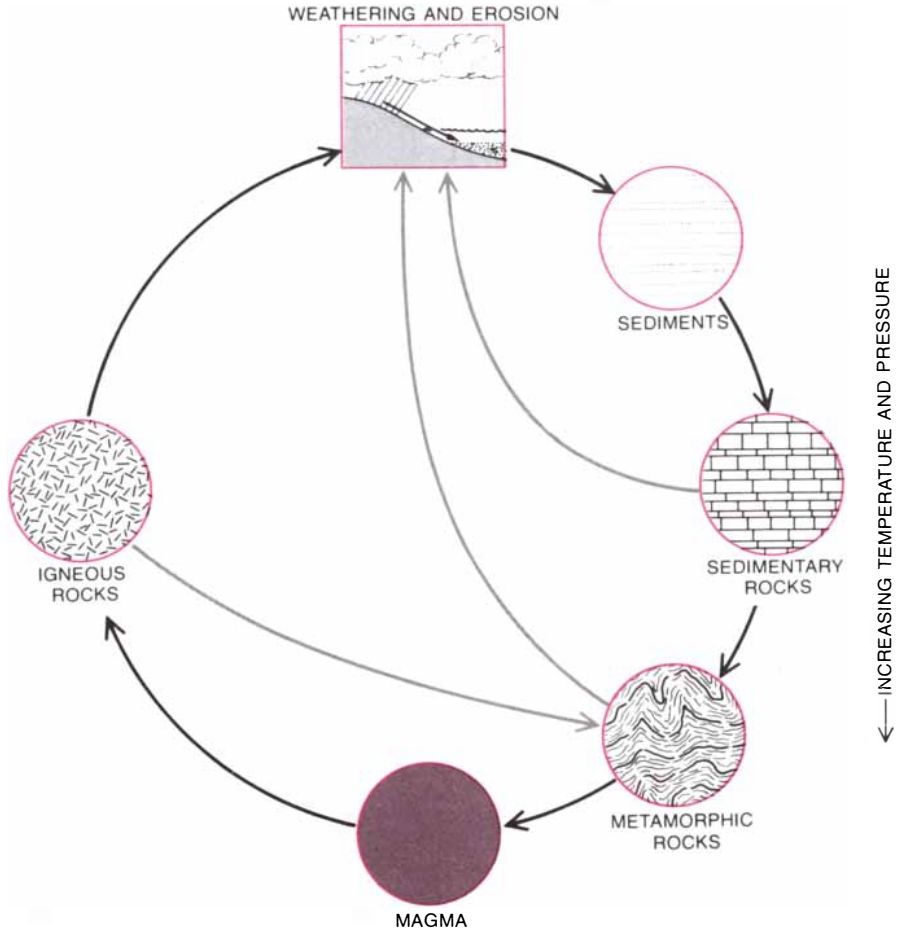 WEATHERING AND EROSION
SEDIMENTS
SEDIMENTARY
ROCKS
METAMORPHIC
ROCKS
MAGMA
IGNEOUS
ROCKS
INCREASING TEMPERATURE AND PRESSURE